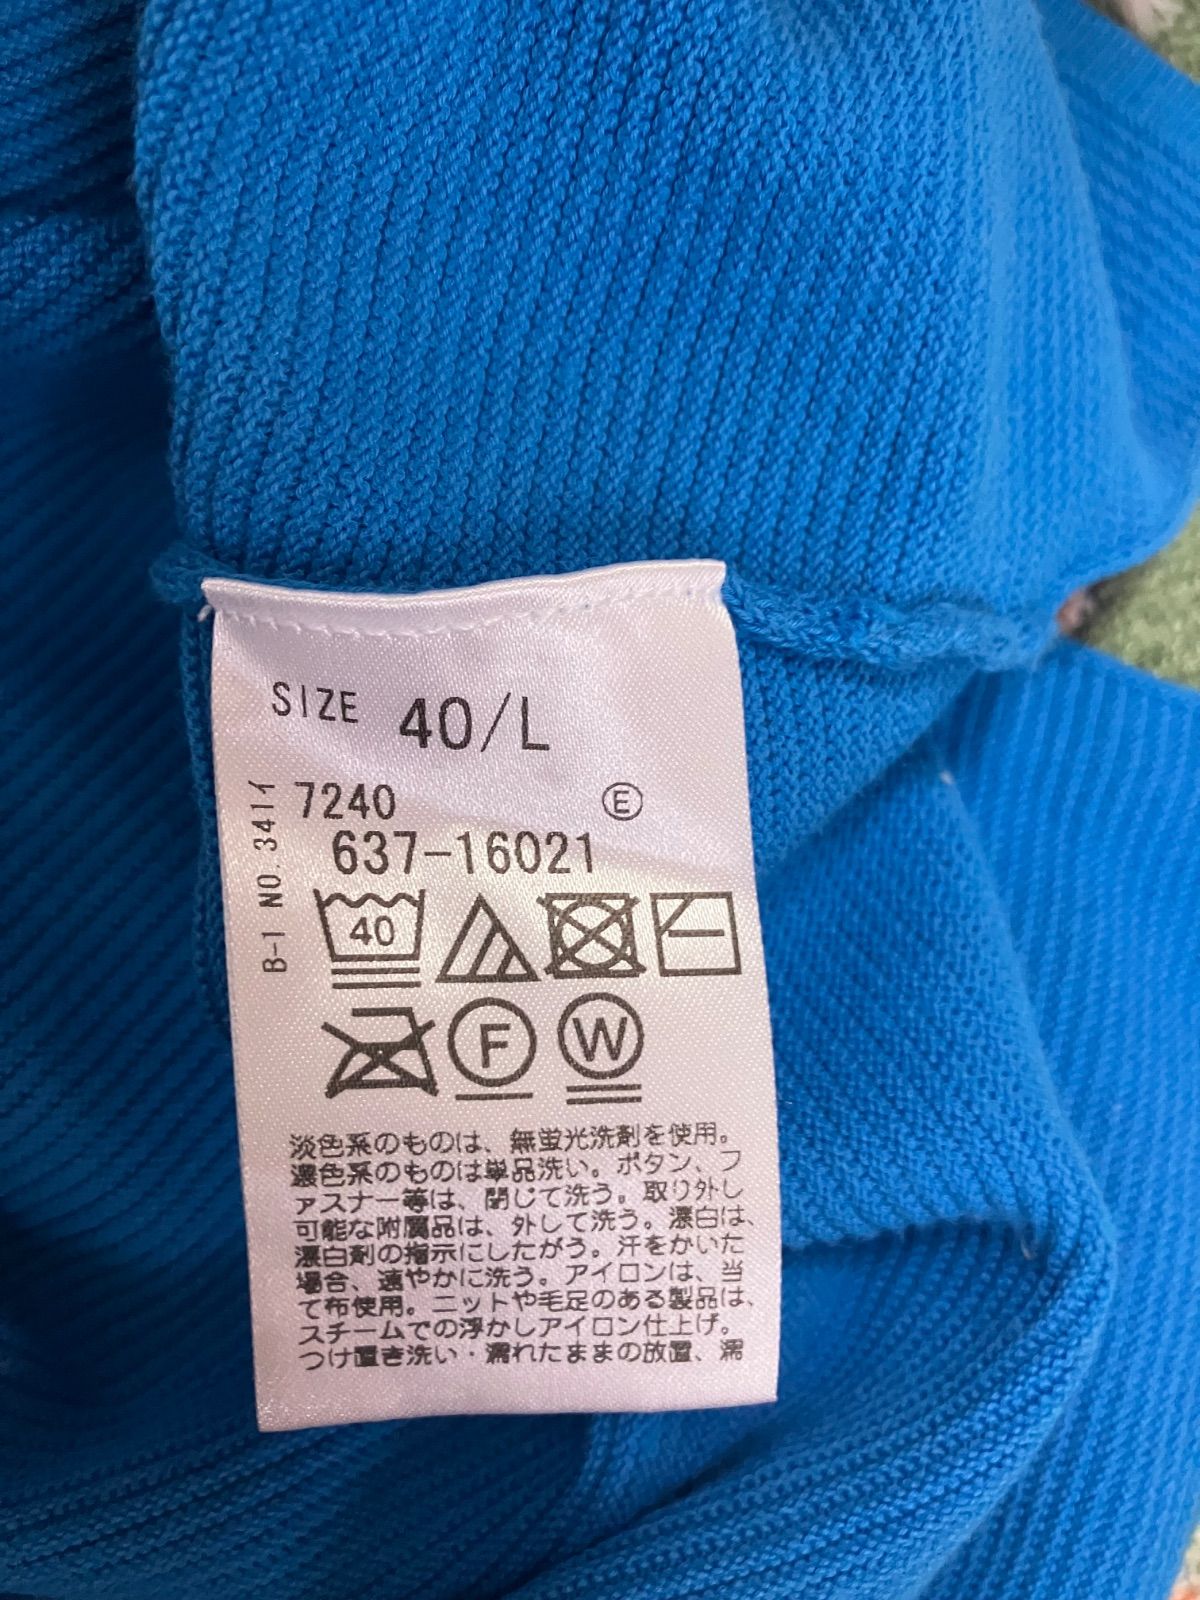 SIZE 40/L
B-1 NO.341イ
7240 Ⓔ
637-16021
40
F W
淡色系のものは、無蛍光洗剤を使用。
濃色系のものは単品洗い。ボタン、フ
ァスナー等は、閉じて洗う。取り外し
可能な附属品は、外して洗う。漂白は、
漂白剤の指示にしたがう。汗をかいた
場合、速やかに洗う。アイロンは、当
て布使用。ニットや毛足のある製品は、
スチームでの浮かしアイロン仕上げ。
つけ置き洗い・濡れたままの放置、濡